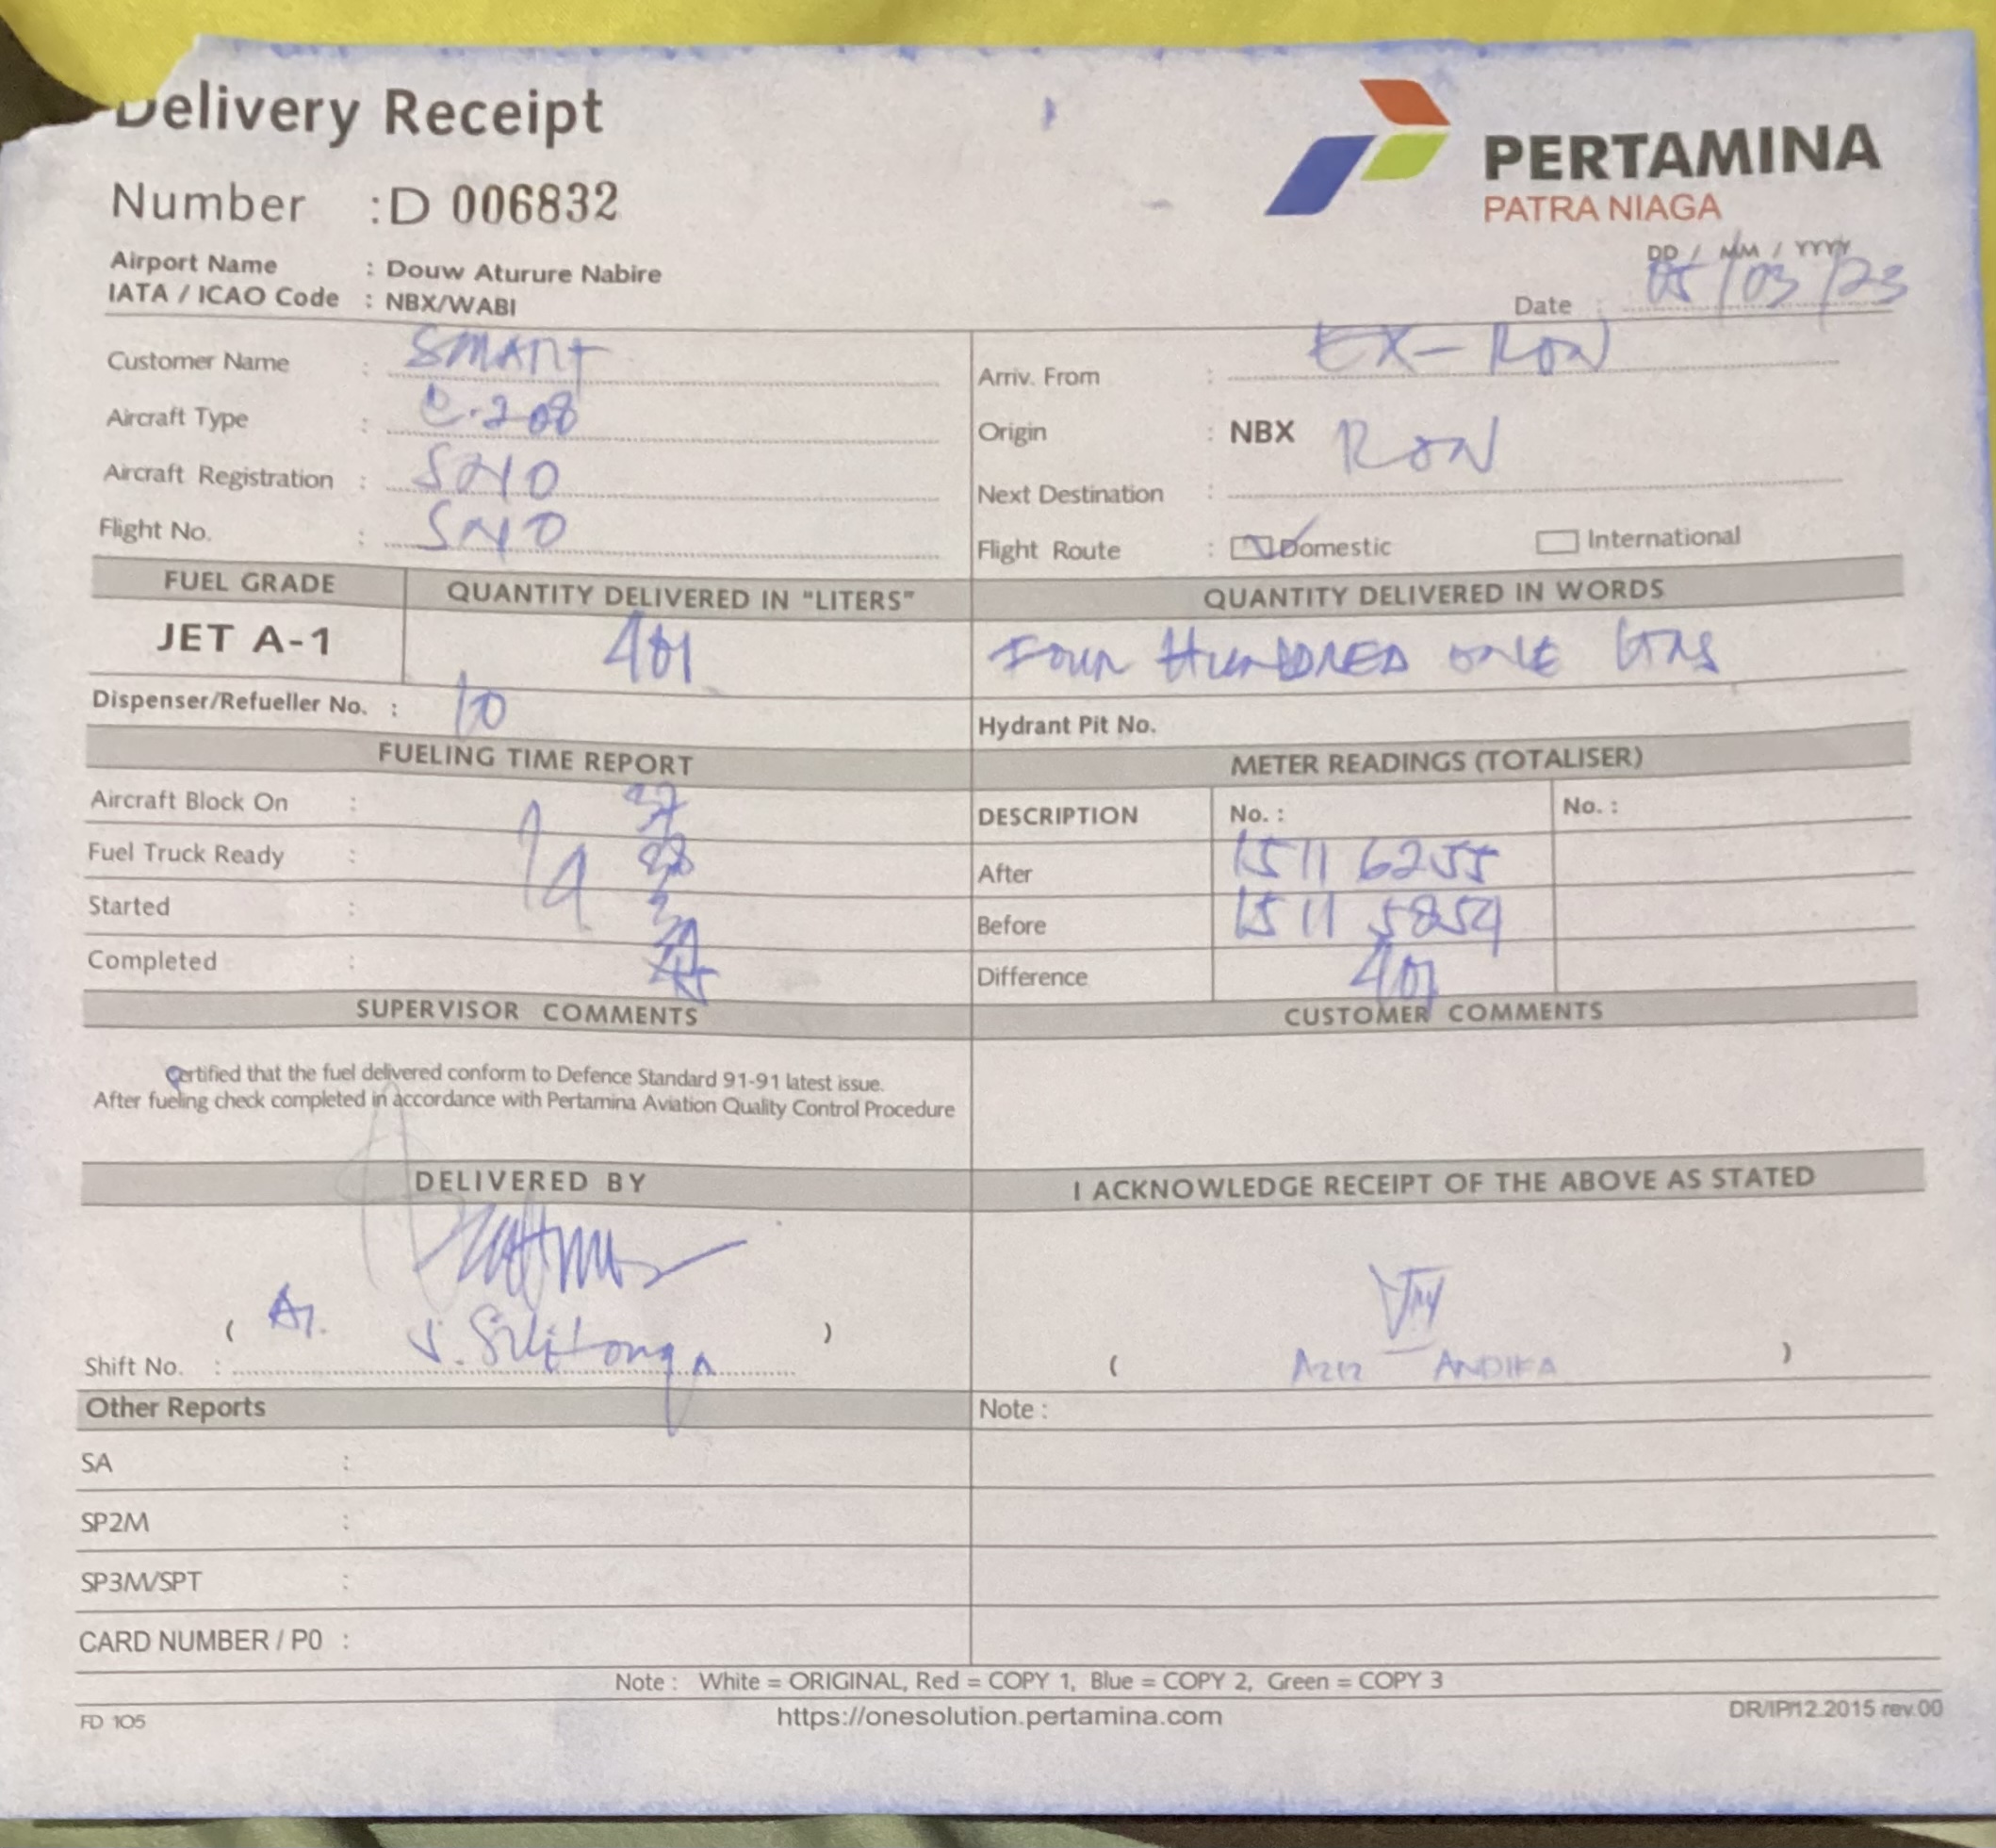 Delivery Receipt
PERTAMINA
PATRA NIAGA
Number : D 006832
Airport Name : Douw Aturure Nabire
IATA / ICAO Code : NBX/WABI
DD / MM / YYYY
Date : 05/03/23
Customer Name : SMART
Aircraft Type : C.208
Aircraft Registration :
Flight No. :
Arriv. From : EX-RON
Origin : NBX RON
Next Destination :
Flight Route : Domestic International
FUEL GRADE QUANTITY DELIVERED IN "LITERS" QUANTITY DELIVERED IN WORDS
JET A-1 401 FOUR HUNDRED ONE LTRS
Dispenser/Refueller No. : 10 Hydrant Pit No.
FUELING TIME REPORT METER READINGS (TOTALISER)
Aircraft Block On :
Fuel Truck Ready :
Started :
Completed :
DESCRIPTION No. : No. :
After 1511 6255
Before 1511 5854
Difference 401
SUPERVISOR COMMENTS CUSTOMER COMMENTS
Certified that the fuel delivered conform to Defence Standard 91-91 latest issue.
After fueling check completed in accordance with Pertamina Aviation Quality Control Procedure
DELIVERED BY I ACKNOWLEDGE RECEIPT OF THE ABOVE AS STATED
( )
Shift No. :
( AZIZ ANDIKA )
Other Reports Note :
SA :
SP2M :
SP3M/SPT :
CARD NUMBER / P0 :
Note : White = ORIGINAL, Red = COPY 1, Blue = COPY 2, Green = COPY 3
FD 105 https://onesolution.pertamina.com DR/IP/12.2015 rev.00